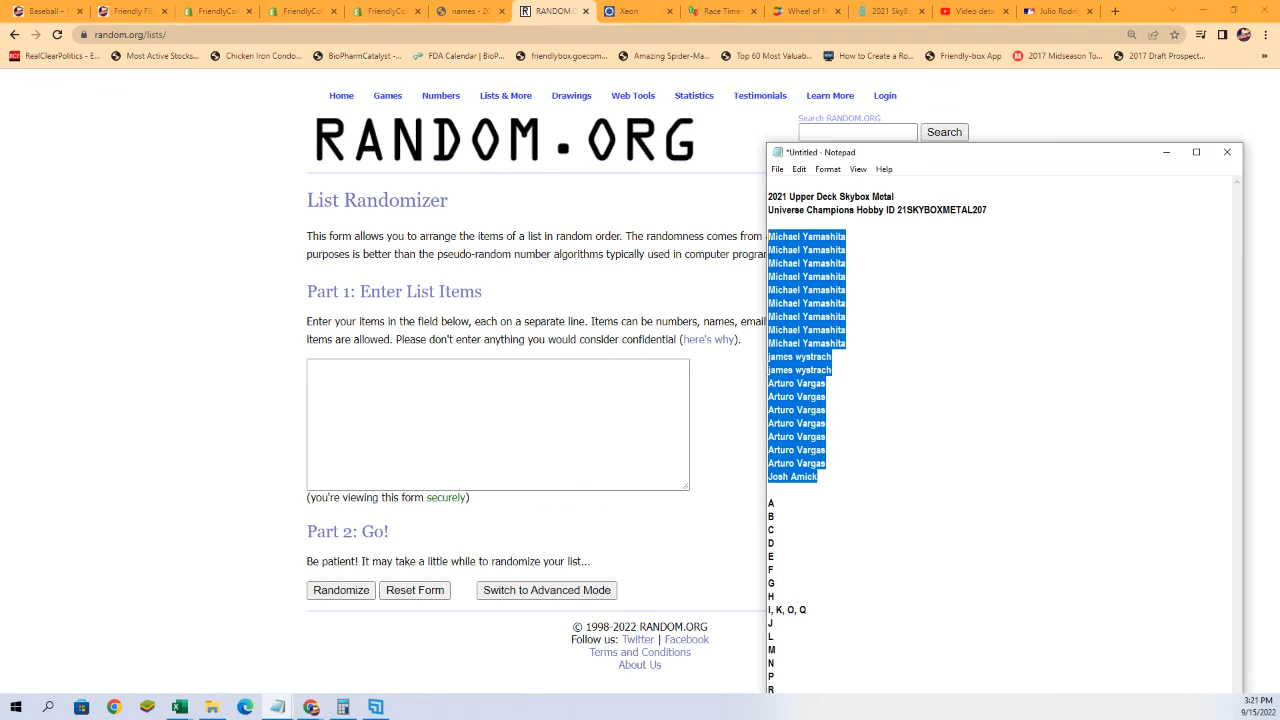 Baseball -
Friendly FIL
FriendlyCol
FriendlyCol
FriendlyCol
names - 20
RANDOM.O
Xeon
Race Timer
Wheel of N
2021 SkyBo
Video deta
Julio Rodrig
random.org/lists/
RealClearPolitics - E...
Most Active Stocks...
Chicken Iron Condo...
BioPharmCatalyst -...
FDA Calendar | BioP...
friendlybox.goecom...
Amazing Spider-Ma...
Top 60 Most Valuab...
How to Create a Ro...
Friendly-box App
2017 Midseason To...
2017 Draft Prospect...
»
Home
Games
Numbers
Lists & More
Drawings
Web Tools
Statistics
Testimonials
Learn More
Login
Search RANDOM.ORG
Search
RANDOM.ORG
List Randomizer
This form allows you to arrange the items of a list in random order. The randomness comes from
purposes is better than the pseudo-random number algorithms typically used in computer progra
Part 1: Enter List Items
Enter your items in the field below, each on a separate line. Items can be numbers, names, email
items are allowed. Please don't enter anything you would consider confidential (here's why).
(you're viewing this form securely)
Part 2: Go!
Be patient! It may take a little while to randomize your list...
Randomize
Reset Form
Switch to Advanced Mode
© 1998-2022 RANDOM.ORG
Follow us: Twitter | Facebook
Terms and Conditions
About Us
*Untitled - Notepad
File Edit Format View Help
2021 Upper Deck Skybox Metal
Universe Champions Hobby ID 21SKYBOXMETAL207
Michael Yamashita
Michael Yamashita
Michael Yamashita
Michael Yamashita
Michael Yamashita
Michael Yamashita
Michael Yamashita
Michael Yamashita
Michael Yamashita
james wystrach
james wystrach
Arturo Vargas
Arturo Vargas
Arturo Vargas
Arturo Vargas
Arturo Vargas
Arturo Vargas
Arturo Vargas
Josh Amick
A
B
C
D
E
F
G
H
I, K, O, Q
J
L
M
N
P
R
3:21 PM
9/15/2022